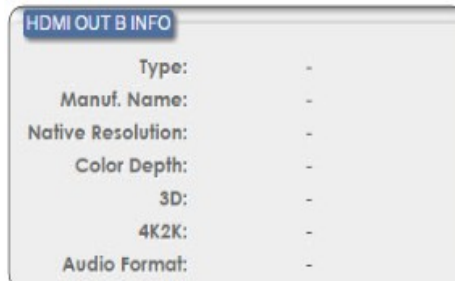 HDMI OUT B INFO
Type: -
Manuf. Name: -
Native Resolution: -
Color Depth: -
3D: -
4K2K: -
Audio Format: -